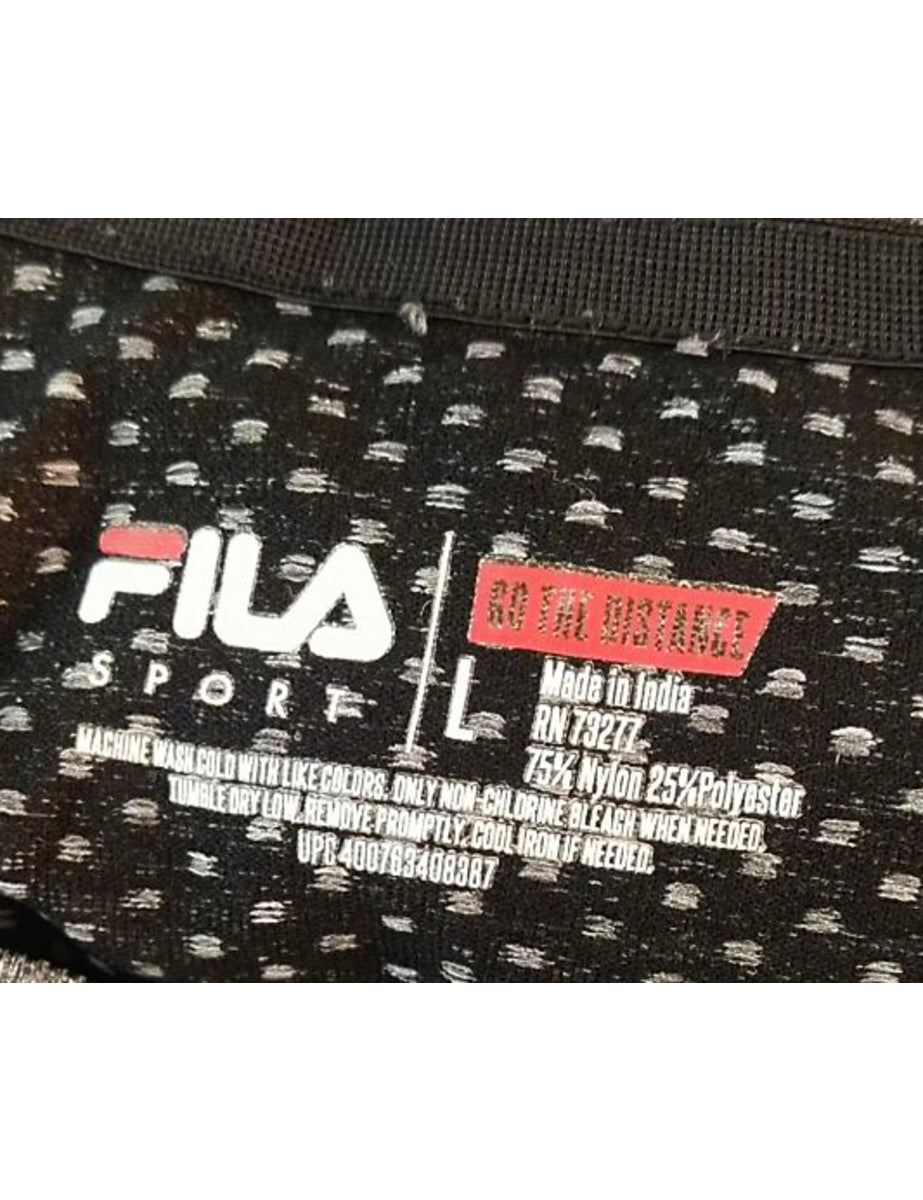 FILA
SPORT
L
GO THE DISTANCE
Made in India
RN 73277
75% Nylon 25%Polyester
MACHINE WASH COLD WITH LIKE COLORS. ONLY NON-CHLORINE BLEACH WHEN NEEDED.
TUMBLE DRY LOW. REMOVE PROMPTLY. COOL IRON IF NEEDED.
UPC 400763408387